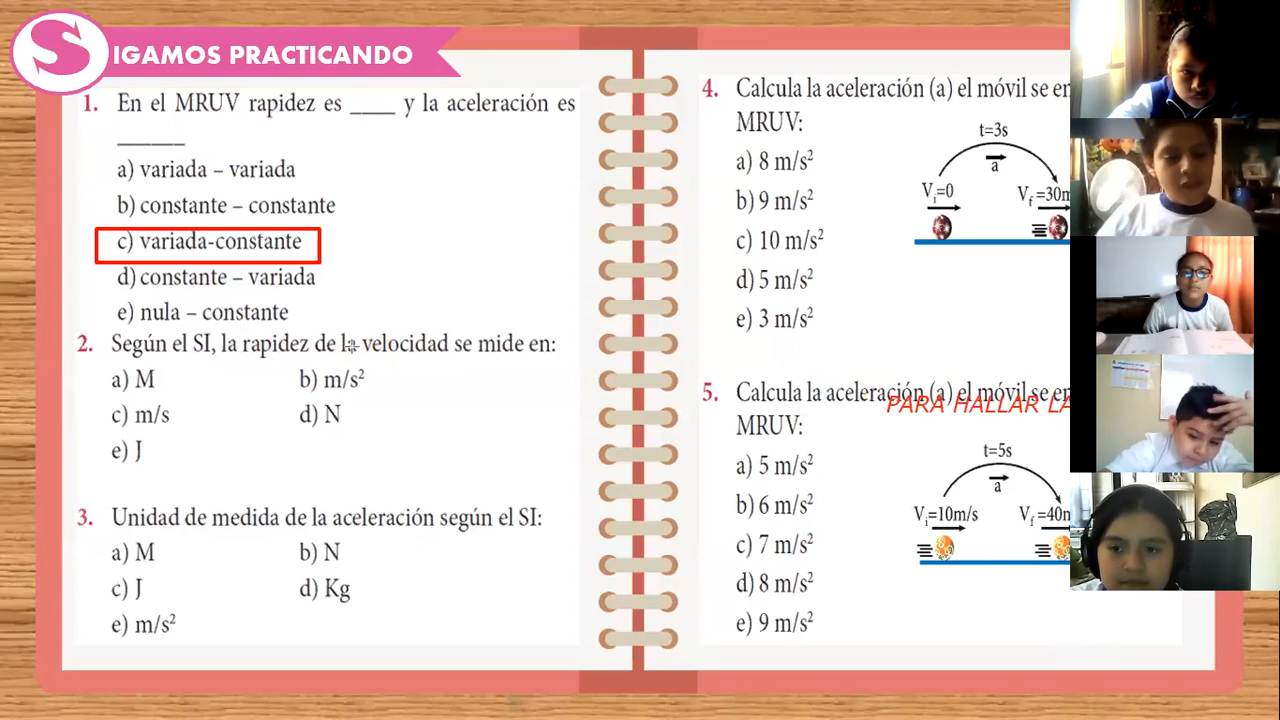 SIGAMOS PRACTICANDO
1. En el MRUV rapidez es ____ y la aceleración es
______
a) variada – variada
b) constante – constante
c) variada-constante
d) constante – variada
e) nula – constante
2. Según el SI, la rapidez de la velocidad se mide en:
a) M b) m/s²
c) m/s d) N
e) J
3. Unidad de medida de la aceleración según el SI:
a) M b) N
c) J d) Kg
e) m/s²
4. Calcula la aceleración (a) el móvil se en
MRUV:
a) 8 m/s²
b) 9 m/s²
c) 10 m/s²
d) 5 m/s²
e) 3 m/s²
t=3s
a
Vi=0 Vf=30m
5. Calcula la aceleración (a) el móvil se en
PARA HALLAR LA
MRUV:
a) 5 m/s²
b) 6 m/s²
c) 7 m/s²
d) 8 m/s²
e) 9 m/s²
t=5s
a
Vi=10m/s Vf=40m